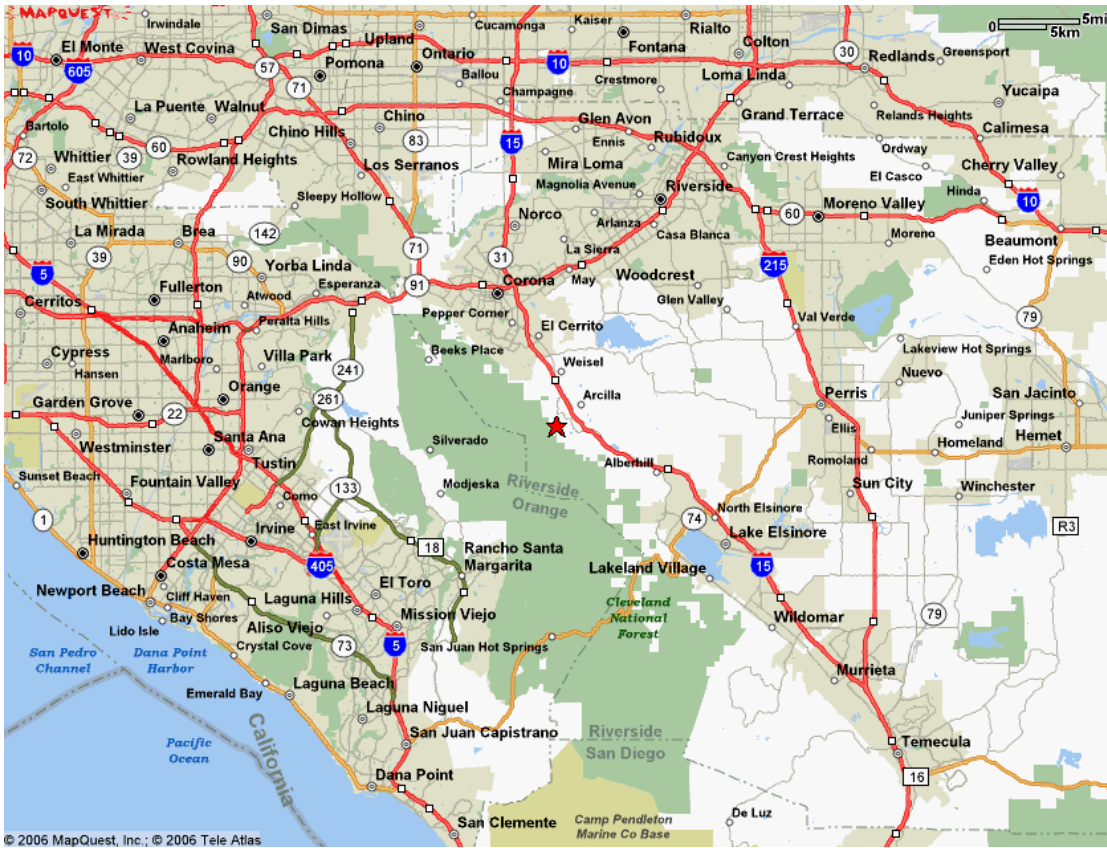 MAPQUEST
Irwindale
San Dimas
Cucamonga
Kaiser
Rialto
0 5mi
5km
10
El Monte
West Covina
Upland
Ontario
Fontana
Colton
30
Redlands
Greensport
605
57
Pomona
Ballou
10
Crestmore
Loma Linda
71
Champagne
Grand Terrace
Yucaipa
La Puente
Walnut
Chino
Glen Avon
Relands Heights
Bartolo
60
Chino Hills
83
15
Ennis
Rubidoux
Calimesa
72
Whittier
39
Rowland Heights
Los Serranos
Mira Loma
Canyon Crest Heights
Ordway
Cherry Valley
East Whittier
Magnolia Avenue
Riverside
El Casco
Hinda
10
South Whittier
Sleepy Hollow
Norco
Arlanza
60
Moreno Valley
La Mirada
Brea
142
Casa Blanca
Moreno
Beaumont
39
90
71
31
La Sierra
Eden Hot Springs
5
Yorba Linda
May
Woodcrest
215
Cerritos
Fullerton
Esperanza
91
Corona
Glen Valley
Atwood
Anaheim
Peralta Hills
Pepper Corner
El Cerrito
Val Verde
79
Marlboro
Villa Park
Beeks Place
Lakeview Hot Springs
Cypress
Hansen
241
Weisel
Nuevo
Orange
261
Arcilla
Perris
San Jacinto
Garden Grove
22
Cowan Heights
Juniper Springs
Westminster
Santa Ana
Silverado
Ellis
Homeland
Hemet
Tustin
Alberhill
Romoland
Sunset Beach
Fountain Valley
133
Modjeska
Riverside
Orange
Sun City
Winchester
Como
1
Irvine
East Irvine
North Elsinore
74
R3
Huntington Beach
18
Rancho Santa
Margarita
Lake Elsinore
Costa Mesa
405
El Toro
Lakeland Village
15
Newport Beach
Cliff Haven
Laguna Hills
Mission Viejo
Cleveland
National
Forest
79
Bay Shores
Aliso Viejo
Wildomar
Lido Isle
Crystal Cove
73
5
San Juan Hot Springs
San Pedro
Channel
Dana Point
Harbor
Murrieta
Emerald Bay
Laguna Beach
Laguna Niguel
California
San Juan Capistrano
Riverside
San Diego
Pacific
Ocean
Temecula
Dana Point
16
San Clemente
Camp Pendleton
Marine Co Base
De Luz
© 2006 MapQuest, Inc.; © 2006 Tele Atlas